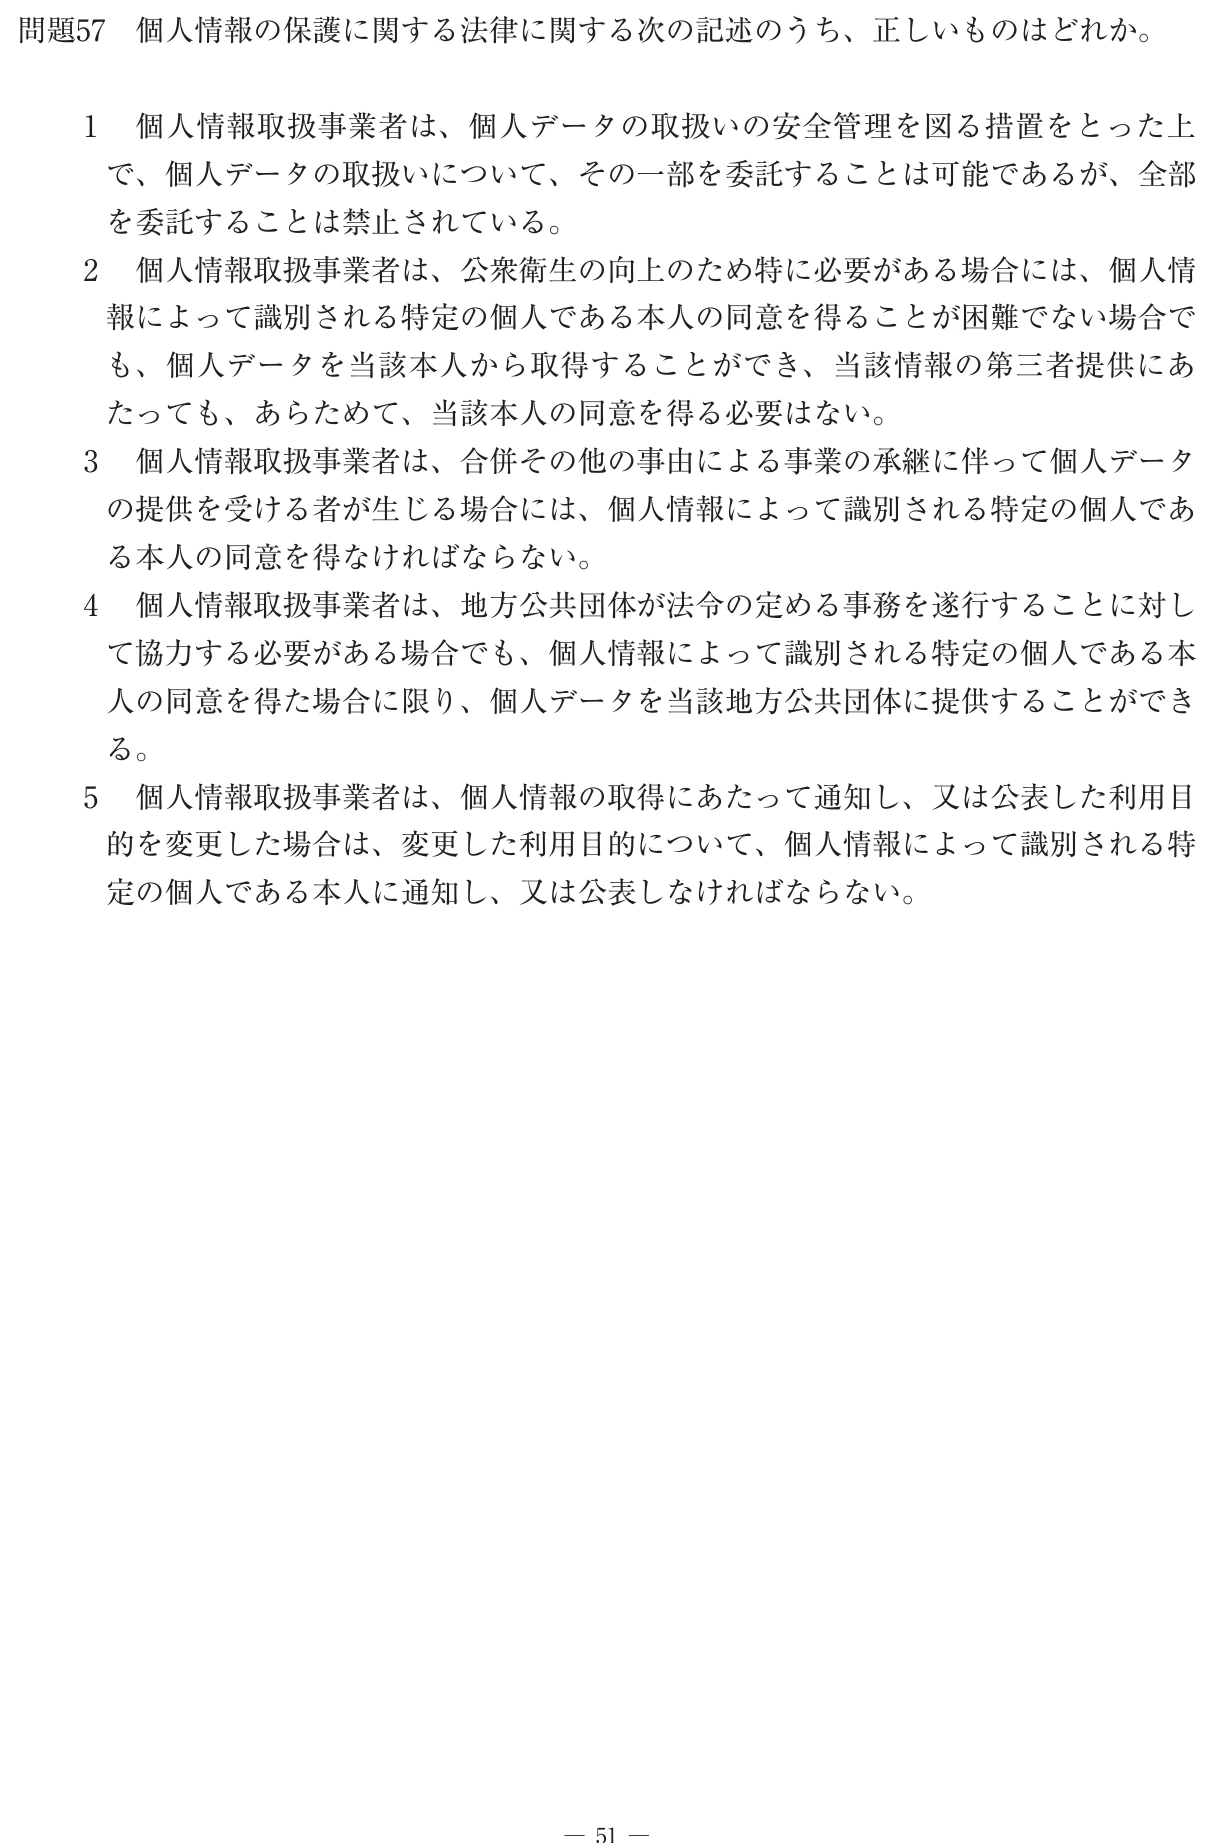 問題57　個人情報の保護に関する法律に関する次の記述のうち、正しいものはどれか。
1　個人情報取扱事業者は、個人データの取扱いの安全管理を図る措置をとった上
で、個人データの取扱いについて、その一部を委託することは可能であるが、全部
を委託することは禁止されている。
2　個人情報取扱事業者は、公衆衛生の向上のため特に必要がある場合には、個人情
報によって識別される特定の個人である本人の同意を得ることが困難でない場合で
も、個人データを当該本人から取得することができ、当該情報の第三者提供にあ
たっても、あらためて、当該本人の同意を得る必要はない。
3　個人情報取扱事業者は、合併その他の事由による事業の承継に伴って個人データ
の提供を受ける者が生じる場合には、個人情報によって識別される特定の個人であ
る本人の同意を得なければならない。
4　個人情報取扱事業者は、地方公共団体が法令の定める事務を遂行することに対し
て協力する必要がある場合でも、個人情報によって識別される特定の個人である本
人の同意を得た場合に限り、個人データを当該地方公共団体に提供することができ
る。
5　個人情報取扱事業者は、個人情報の取得にあたって通知し、又は公表した利用目
的を変更した場合は、変更した利用目的について、個人情報によって識別される特
定の個人である本人に通知し、又は公表しなければならない。
― 51 ―